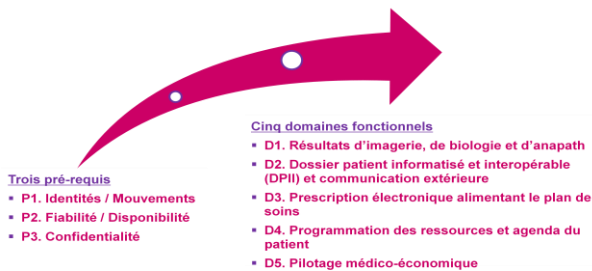 Cinq domaines fonctionnels
▪ D1. Résultats d'imagerie, de biologie et d'anapath
▪ D2. Dossier patient informatisé et interopérable
(DPII) et communication extérieure
▪ D3. Prescription électronique alimentant le plan de
soins
▪ D4. Programmation des ressources et agenda du
patient
▪ D5. Pilotage médico-économique
Trois pré-requis
▪ P1. Identités / Mouvements
▪ P2. Fiabilité / Disponibilité
▪ P3. Confidentialité